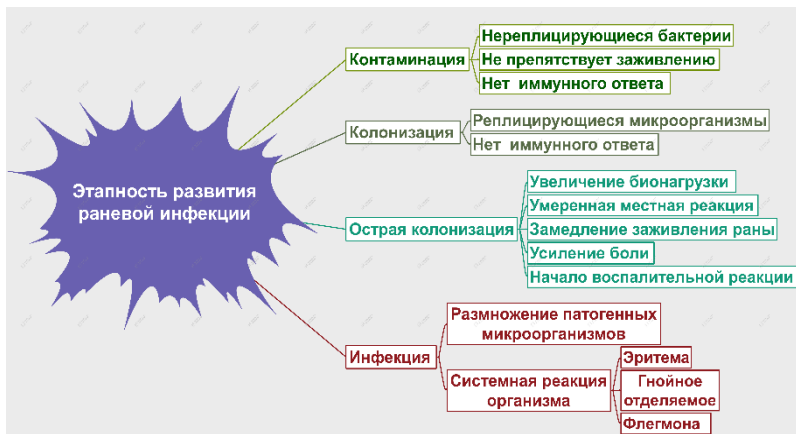 Этапность развития
раневой инфекции
Контаминация
Нереплицирующиеся бактерии
Не препятствует заживлению
Нет иммунного ответа
Колонизация
Реплицирующиеся микроорганизмы
Нет иммунного ответа
Острая колонизация
Увеличение бионагрузки
Умеренная местная реакция
Замедление заживления раны
Усиление боли
Начало воспалительной реакции
Инфекция
Размножение патогенных
микроорганизмов
Системная реакция
организма
Эритема
Гнойное
отделяемое
Флегмона